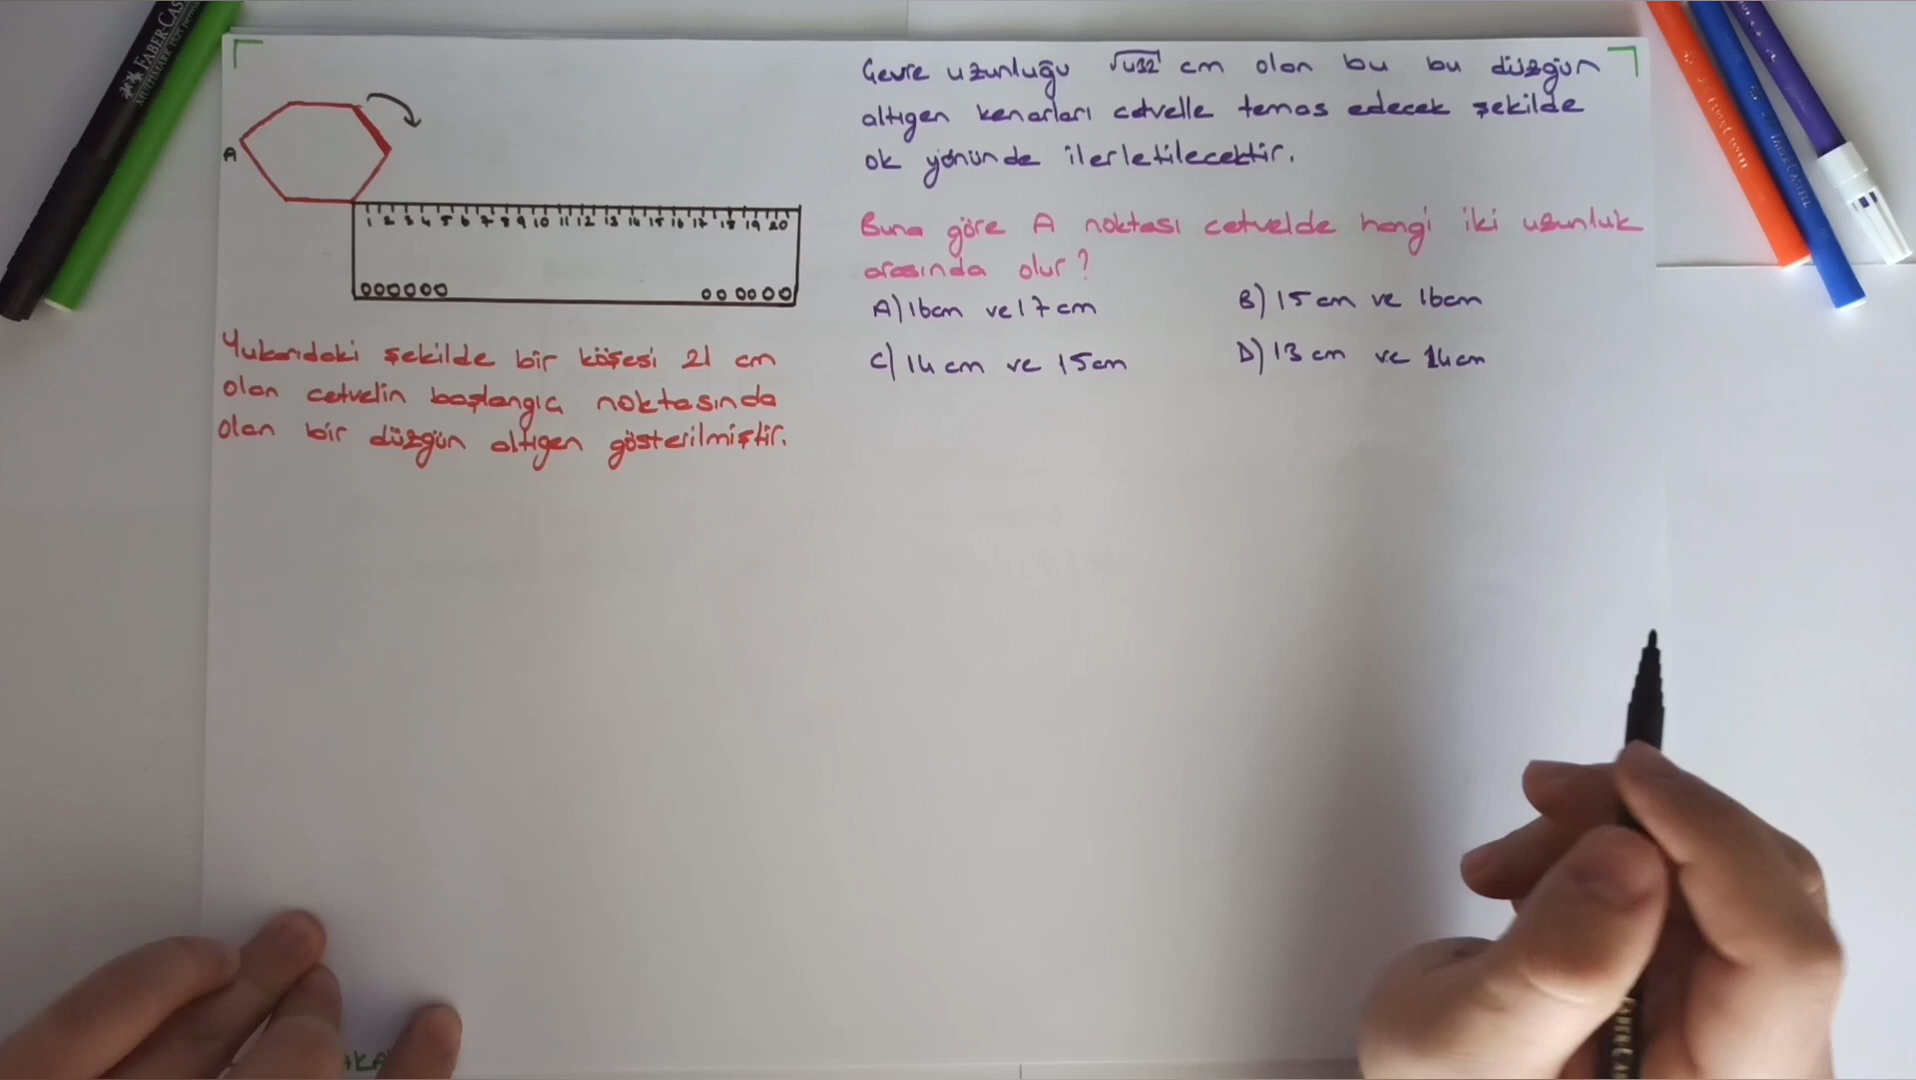 FABER-CASTELL
MULTIMARK
A
1 2 3 4 5 6 7 8 9 10 11 12 13 14 15 16 17 18 19 20
Yukarıdaki şekilde bir köşesi 21 cm
olan cetvelin başlangıç noktasında
olan bir düzgün altıgen gösterilmiştir.
Çevre uzunluğu √432 cm olan bu bu düzgün
altıgen kenarları cetvelle temas edecek şekilde
ok yönünde ilerletilecektir.
Buna göre A noktası cetvelde hangi iki uzunluk
arasında olur?
A) 16cm ve 17 cm
B) 15 cm ve 16cm
C) 14 cm ve 15cm
D) 13 cm ve 14cm